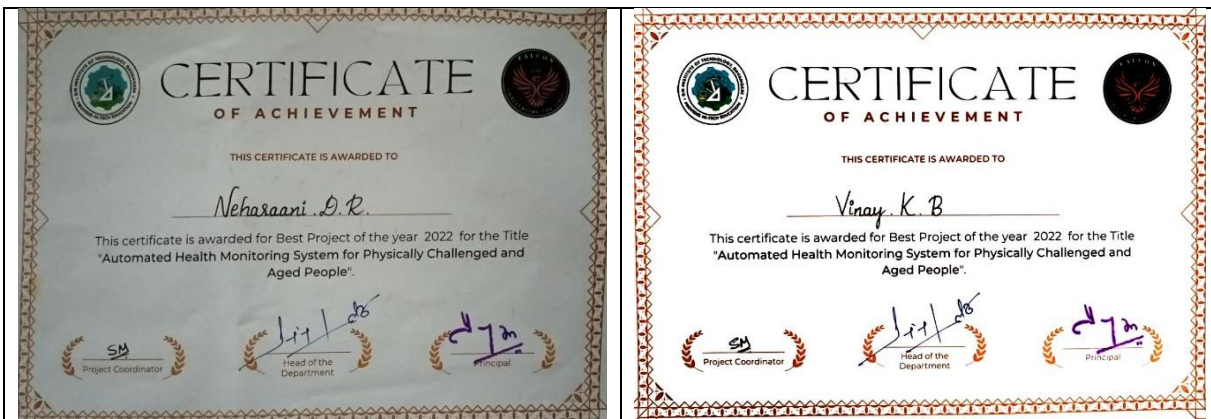 CERTIFICATE
OF ACHIEVEMENT
THIS CERTIFICATE IS AWARDED TO
Neharaani . D. R.
This certificate is awarded for Best Project of the year 2022 for the Title
"Automated Health Monitoring System for Physically Challenged and
Aged People".
SM
Project Coordinator
Head of the
Department
Principal
FALCON
CERTIFICATE
OF ACHIEVEMENT
THIS CERTIFICATE IS AWARDED TO
Vinay. K. B
This certificate is awarded for Best Project of the year 2022 for the Title
"Automated Health Monitoring System for Physically Challenged and
Aged People".
SM
Project Coordinator
Head of the
Department
Principal
FALCON